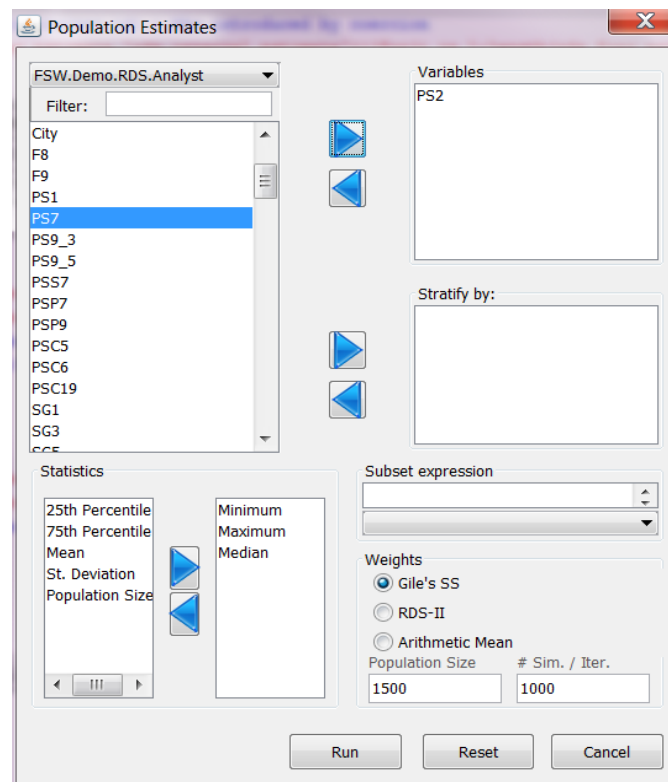 Population Estimates
FSW.Demo.RDS.Analyst
Filter:
City
F8
F9
PS1
PS7
PS9_3
PS9_5
PSS7
PSP7
PSP9
PSC5
PSC6
PSC19
SG1
SG3
Variables
PS2
Stratify by:
Statistics
25th Percentile
75th Percentile
Mean
St. Deviation
Population Size
Minimum
Maximum
Median
Subset expression
Weights
Gile's SS
RDS-II
Arithmetic Mean
Population Size # Sim. / Iter.
1500 1000
Run Reset Cancel